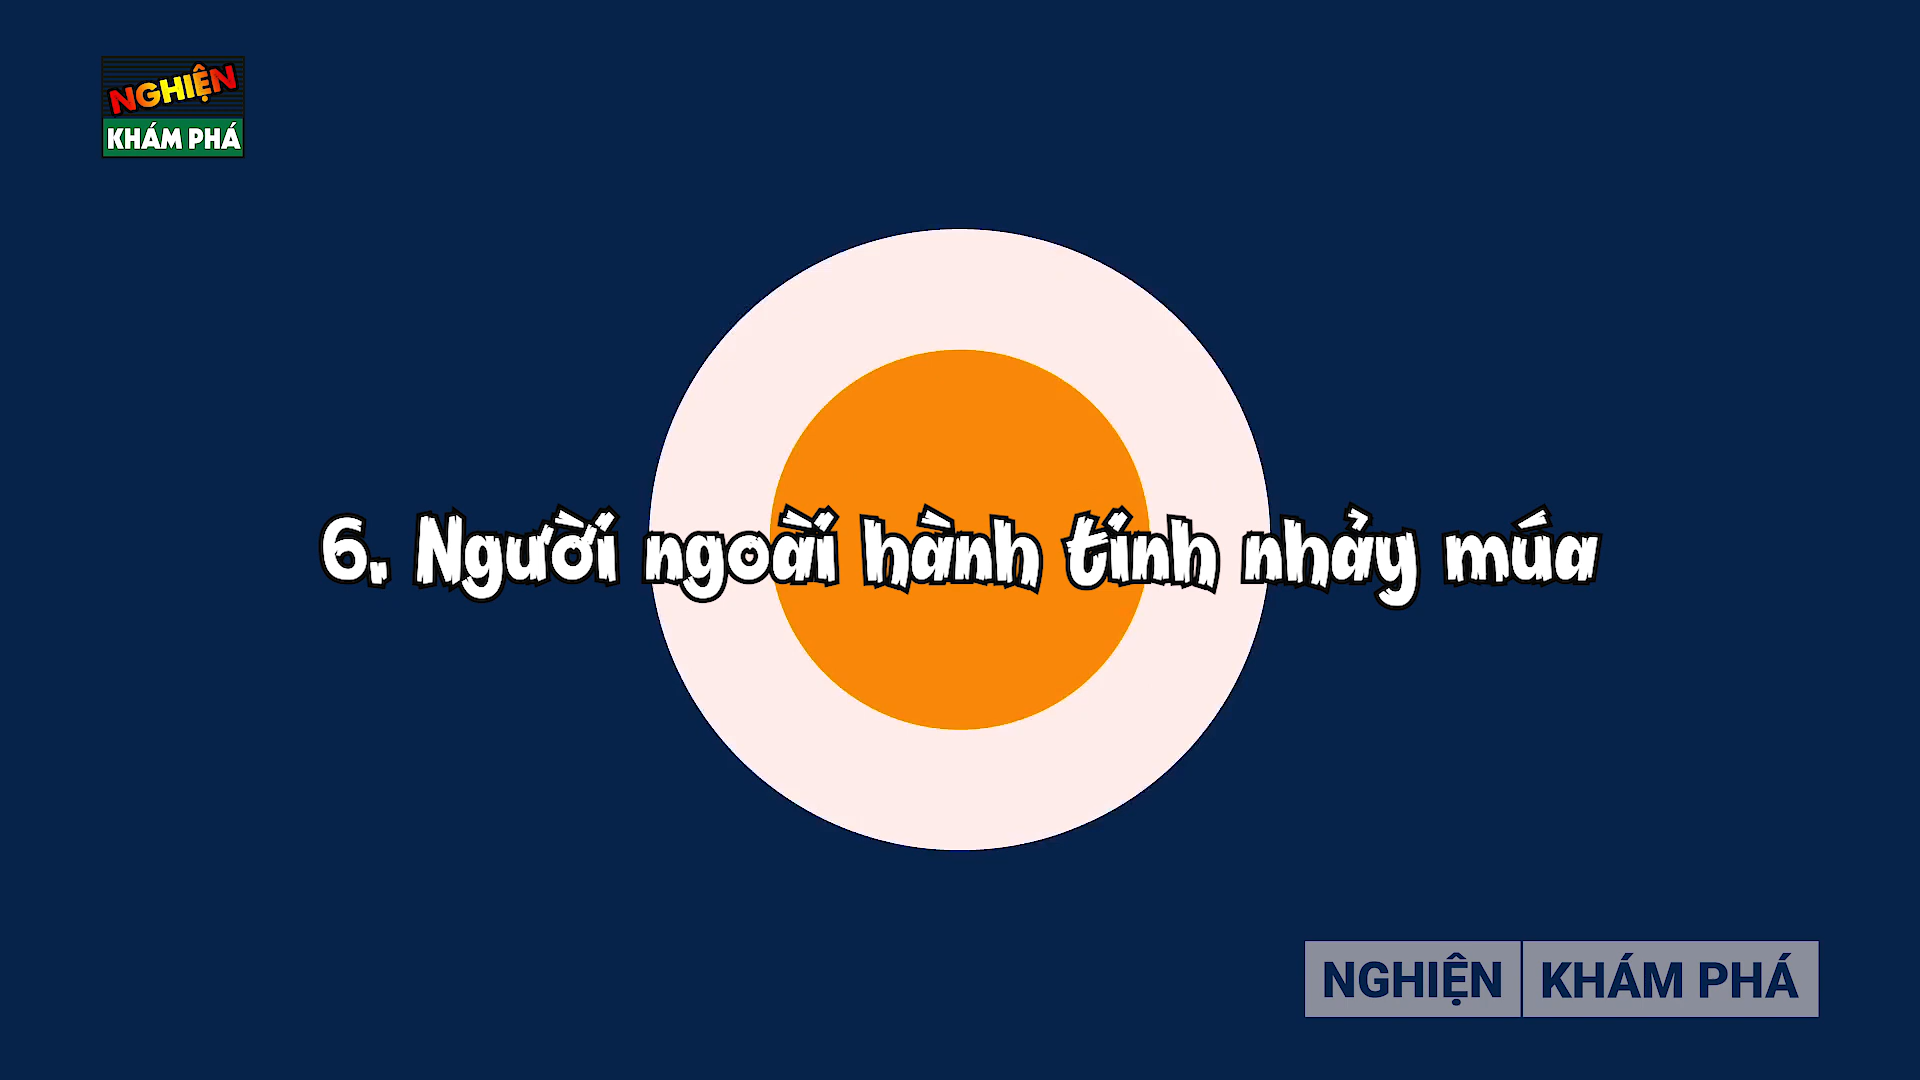 NGHIỆN
KHÁM PHÁ
6. Người ngoài hành tinh nhảy múa
NGHIỆN KHÁM PHÁ